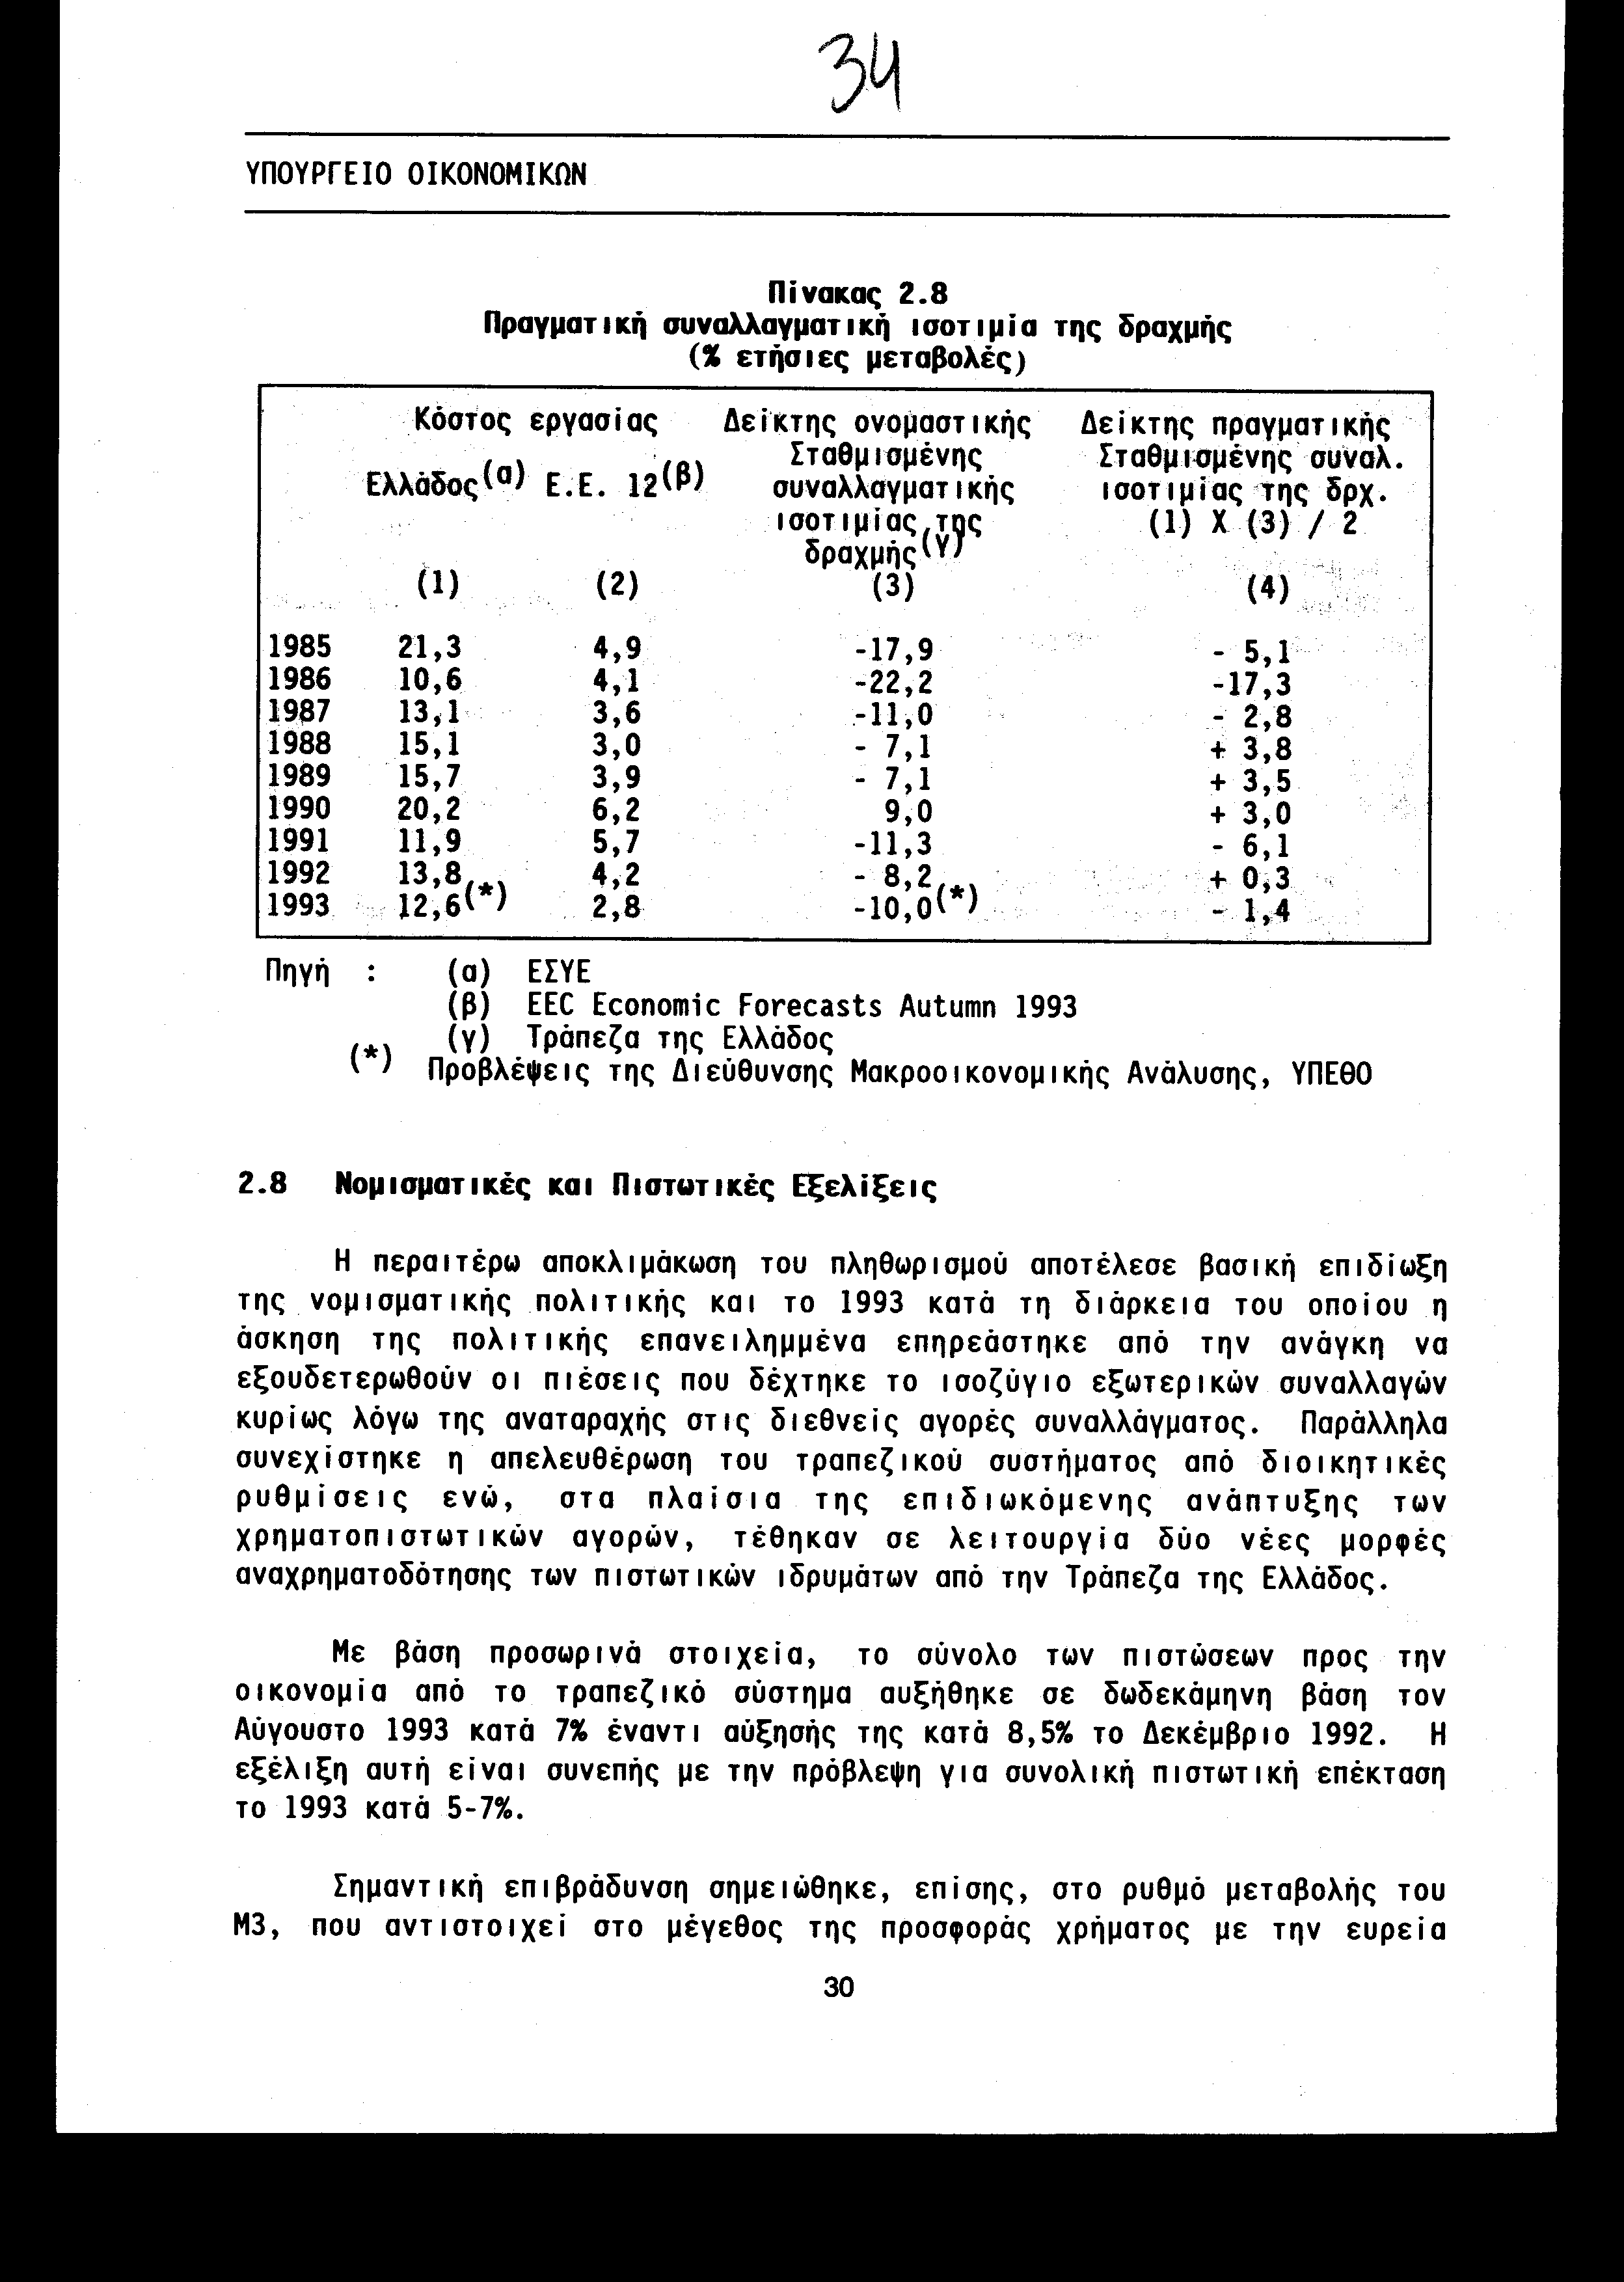 34
ΥΠΟΥΡΓΕΙΟ ΟΙΚΟΝΟΜΙΚΩΝ
Πίνακας 2.8
Πραγματική συναλλαγματική ισοτιμία της δραχμής
(% ετήσιες μεταβολές)
Κόστος εργασίας Δείκτης ονομαστικής Δείκτης πραγματικής
Σταθμισμένης Σταθμισμένης συναλ.
Ελλάδος(α) Ε.Ε. 12(β) συναλλαγματικής ισοτιμίας της δρχ.
ισοτιμίας της (1) Χ (3) / 2
δραχμής(γ)
(1) (2) (3) (4)
1985 21,3 4,9 -17,9 - 5,1
1986 10,6 4,1 -22,2 -17,3
1987 13,1 3,6 -11,0 - 2,8
1988 15,1 3,0 - 7,1 + 3,8
1989 15,7 3,9 - 7,1 + 3,5
1990 20,2 6,2 9,0 + 3,0
1991 11,9 5,7 -11,3 - 6,1
1992 13,8 4,2 - 8,2 + 0,3
1993 12,6(*) 2,8 -10,0(*) - 1,4
Πηγή : (α) ΕΣΥΕ
(β) EEC Economic Forecasts Autumn 1993
(γ) Τράπεζα της Ελλάδος
(*) Προβλέψεις της Διεύθυνσης Μακροοικονομικής Ανάλυσης, ΥΠΕΘΟ
2.8 Νομισματικές και Πιστωτικές Εξελίξεις
Η περαιτέρω αποκλιμάκωση του πληθωρισμού αποτέλεσε βασική επιδίωξη
της νομισματικής πολιτικής και το 1993 κατά τη διάρκεια του οποίου η
άσκηση της πολιτικής επανειλημμένα επηρεάστηκε από την ανάγκη να
εξουδετερωθούν οι πιέσεις που δέχτηκε το ισοζύγιο εξωτερικών συναλλαγών
κυρίως λόγω της αναταραχής στις διεθνείς αγορές συναλλάγματος. Παράλληλα
συνεχίστηκε η απελευθέρωση του τραπεζικού συστήματος από διοικητικές
ρυθμίσεις ενώ, στα πλαίσια της επιδιωκόμενης ανάπτυξης των
χρηματοπιστωτικών αγορών, τέθηκαν σε λειτουργία δύο νέες μορφές
αναχρηματοδότησης των πιστωτικών ιδρυμάτων από την Τράπεζα της Ελλάδος.
Με βάση προσωρινά στοιχεία, το σύνολο των πιστώσεων προς την
οικονομία από το τραπεζικό σύστημα αυξήθηκε σε δωδεκάμηνη βάση τον
Αύγουστο 1993 κατά 7% έναντι αύξησής της κατά 8,5% το Δεκέμβριο 1992. Η
εξέλιξη αυτή είναι συνεπής με την πρόβλεψη για συνολική πιστωτική επέκταση
το 1993 κατά 5-7%.
Σημαντική επιβράδυνση σημειώθηκε, επίσης, στο ρυθμό μεταβολής του
Μ3, που αντιστοιχεί στο μέγεθος της προσφοράς χρήματος με την ευρεία
30